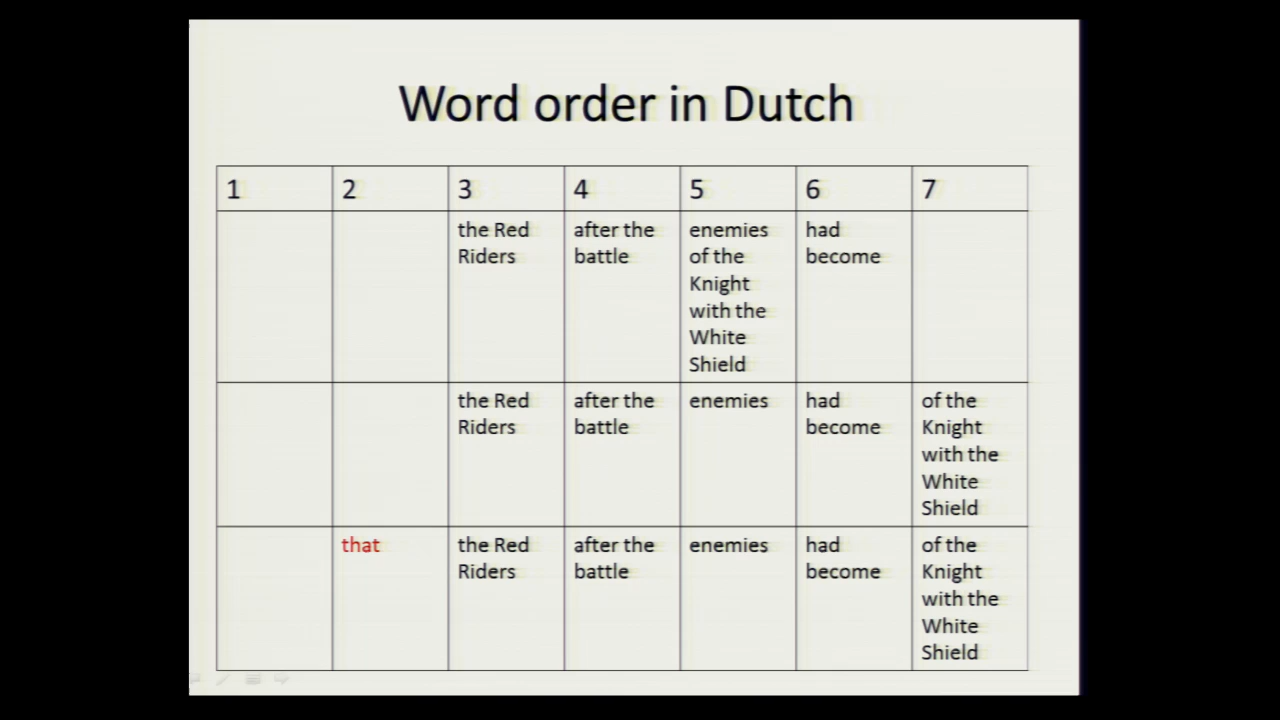 Word order in Dutch
1 2 3 4 5 6 7
the Red after the enemies had
Riders battle of the become
Knight
with the
White
Shield
the Red after the enemies had of the
Riders battle become Knight
with the
White
Shield
that the Red after the enemies had of the
Riders battle become Knight
with the
White
Shield